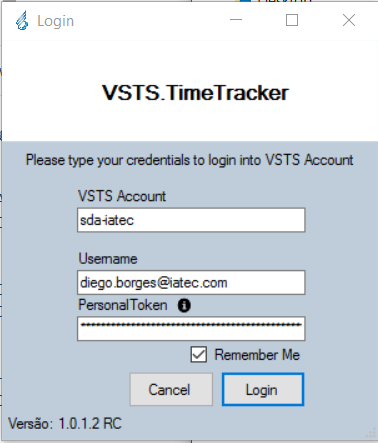 Login
VSTS.TimeTracker
Please type your credentials to login into VSTS Account
VSTS Account
sda-iatec
Username
diego.borges@iatec.com
PersonalToken
Remember Me
Cancel Login
Versão: 1.0.1.2 RC